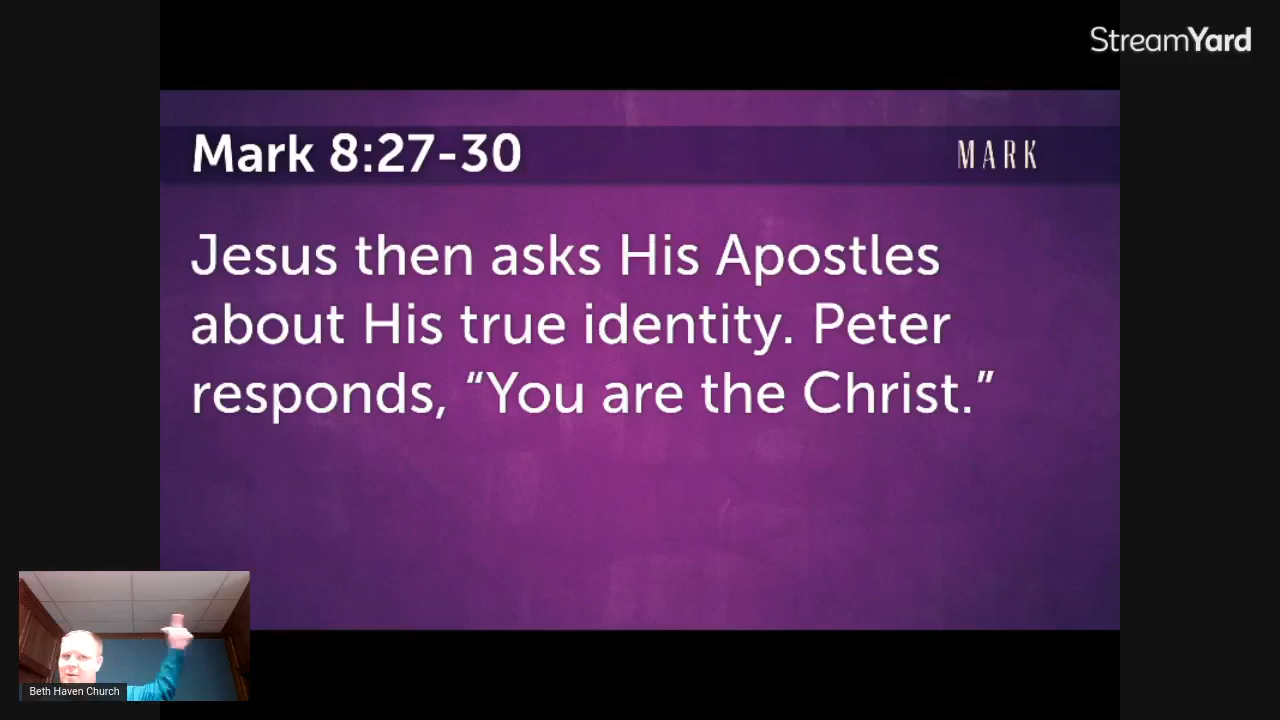 StreamYard
Mark 8:27-30
MARK
Jesus then asks His Apostles
about His true identity. Peter
responds, “You are the Christ.”
Beth Haven Church